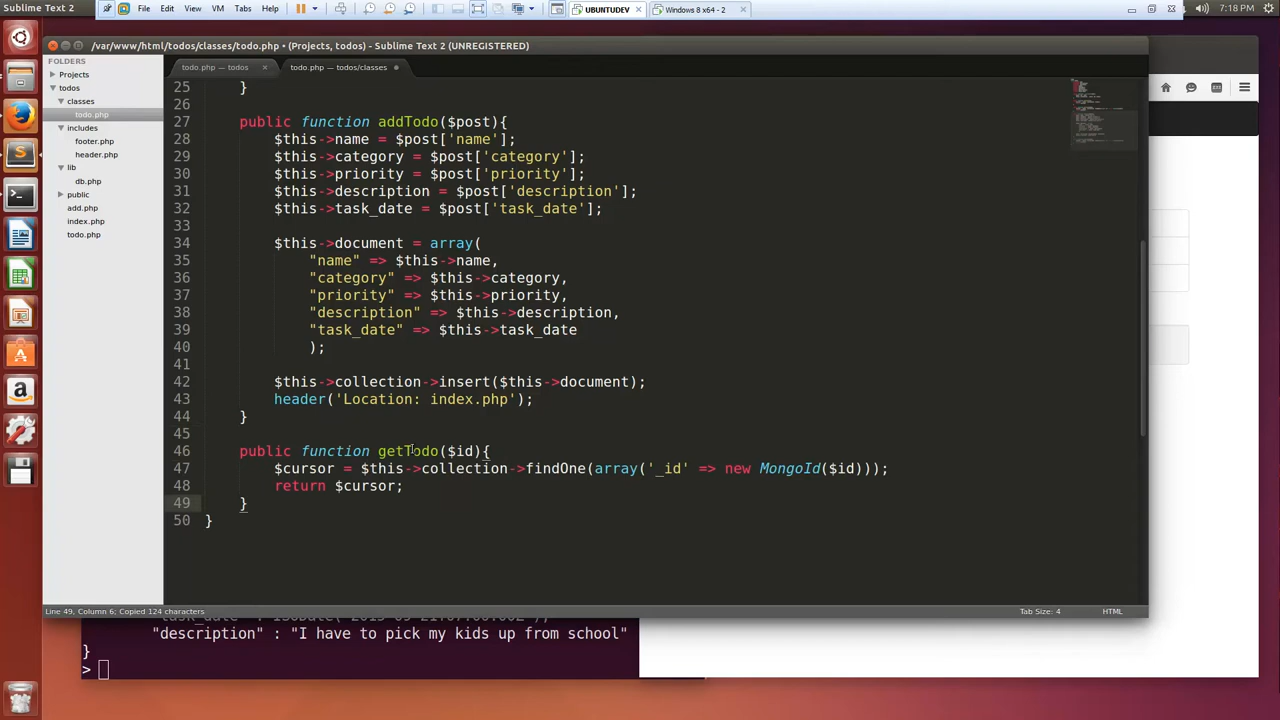 Sublime Text 2
File Edit View VM Tabs Help
UBUNTUDEV
Windows 8 x64 - 2
7:18 PM
/var/www/html/todos/classes/todo.php • (Projects, todos) - Sublime Text 2 (UNREGISTERED)
FOLDERS
Projects
todos
classes
todo.php
includes
footer.php
header.php
lib
db.php
public
add.php
index.php
todo.php
todo.php — todos
todo.php — todos/classes
25 }
26
27 public function addTodo($post){
28 $this->name = $post['name'];
29 $this->category = $post['category'];
30 $this->priority = $post['priority'];
31 $this->description = $post['description'];
32 $this->task_date = $post['task_date'];
33
34 $this->document = array(
35 "name" => $this->name,
36 "category" => $this->category,
37 "priority" => $this->priority,
38 "description" => $this->description,
39 "task_date" => $this->task_date
40 );
41
42 $this->collection->insert($this->document);
43 header('Location: index.php');
44 }
45
46 public function getTodo($id){
47 $cursor = $this->collection->findOne(array('_id' => new MongoId($id)));
48 return $cursor;
49 }
50 }
Line 49, Column 6; Copied 124 characters
Tab Size: 4
HTML
"description" : "I have to pick my kids up from school"
}
>